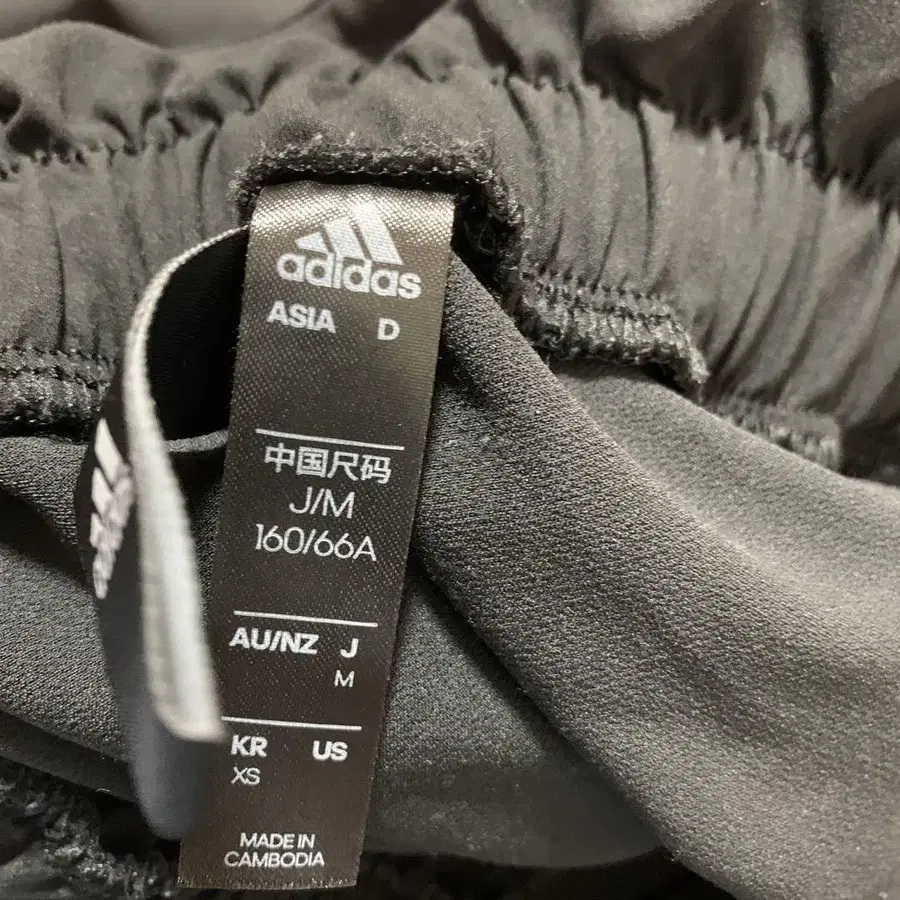 adidas
ASIA D
中国尺码
J/M
160/66A
AU/NZ J
M
KR US
XS
MADE IN
CAMBODIA